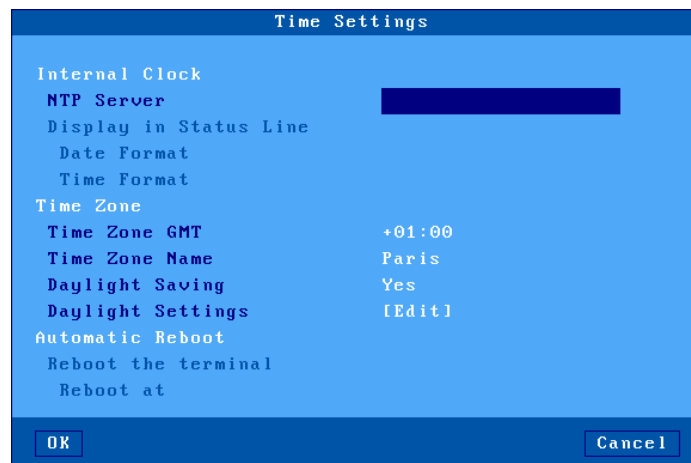 Time Settings
Internal Clock
NTP Server
Display in Status Line
Date Format
Time Format
Time Zone
Time Zone GMT +01:00
Time Zone Name Paris
Daylight Saving Yes
Daylight Settings [Edit]
Automatic Reboot
Reboot the terminal
Reboot at
OK Cancel